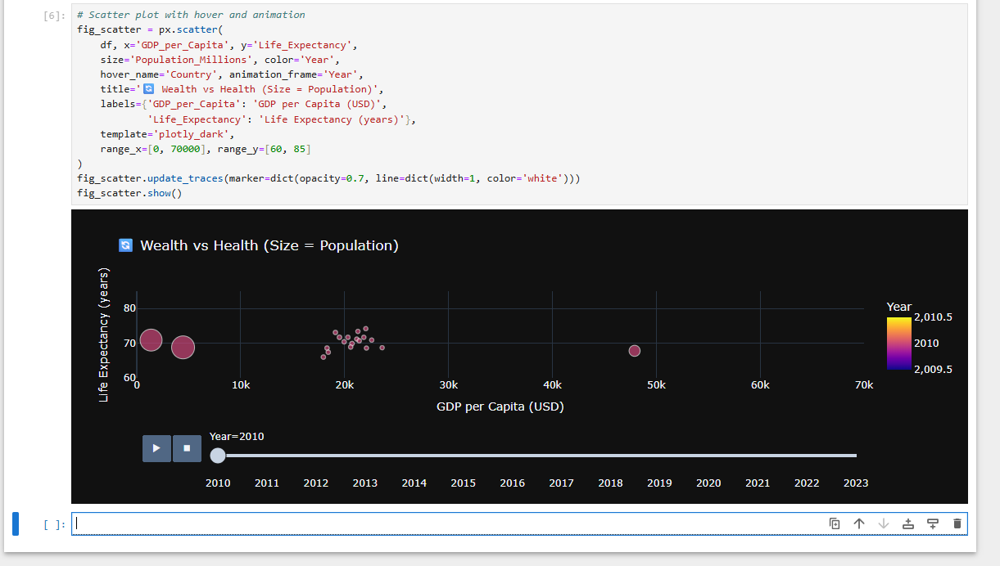 [6]:
# Scatter plot with hover and animation
fig_scatter = px.scatter(
    df, x='GDP_per_Capita', y='Life_Expectancy',
    size='Population_Millions', color='Year',
    hover_name='Country', animation_frame='Year',
    title='🔄 Wealth vs Health (Size = Population)',
    labels={'GDP_per_Capita': 'GDP per Capita (USD)',
            'Life_Expectancy': 'Life Expectancy (years)'},
    template='plotly_dark',
    range_x=[0, 70000], range_y=[60, 85]
)
fig_scatter.update_traces(marker=dict(opacity=0.7, line=dict(width=1, color='white')))
fig_scatter.show()
🔄 Wealth vs Health (Size = Population)
Life Expectancy (years)
80
70
60
0 10k 20k 30k 40k 50k 60k 70k
GDP per Capita (USD)
Year
2,010.5
2010
2,009.5
Year=2010
2010 2011 2012 2013 2014 2015 2016 2017 2018 2019 2020 2021 2022 2023
[ ]: